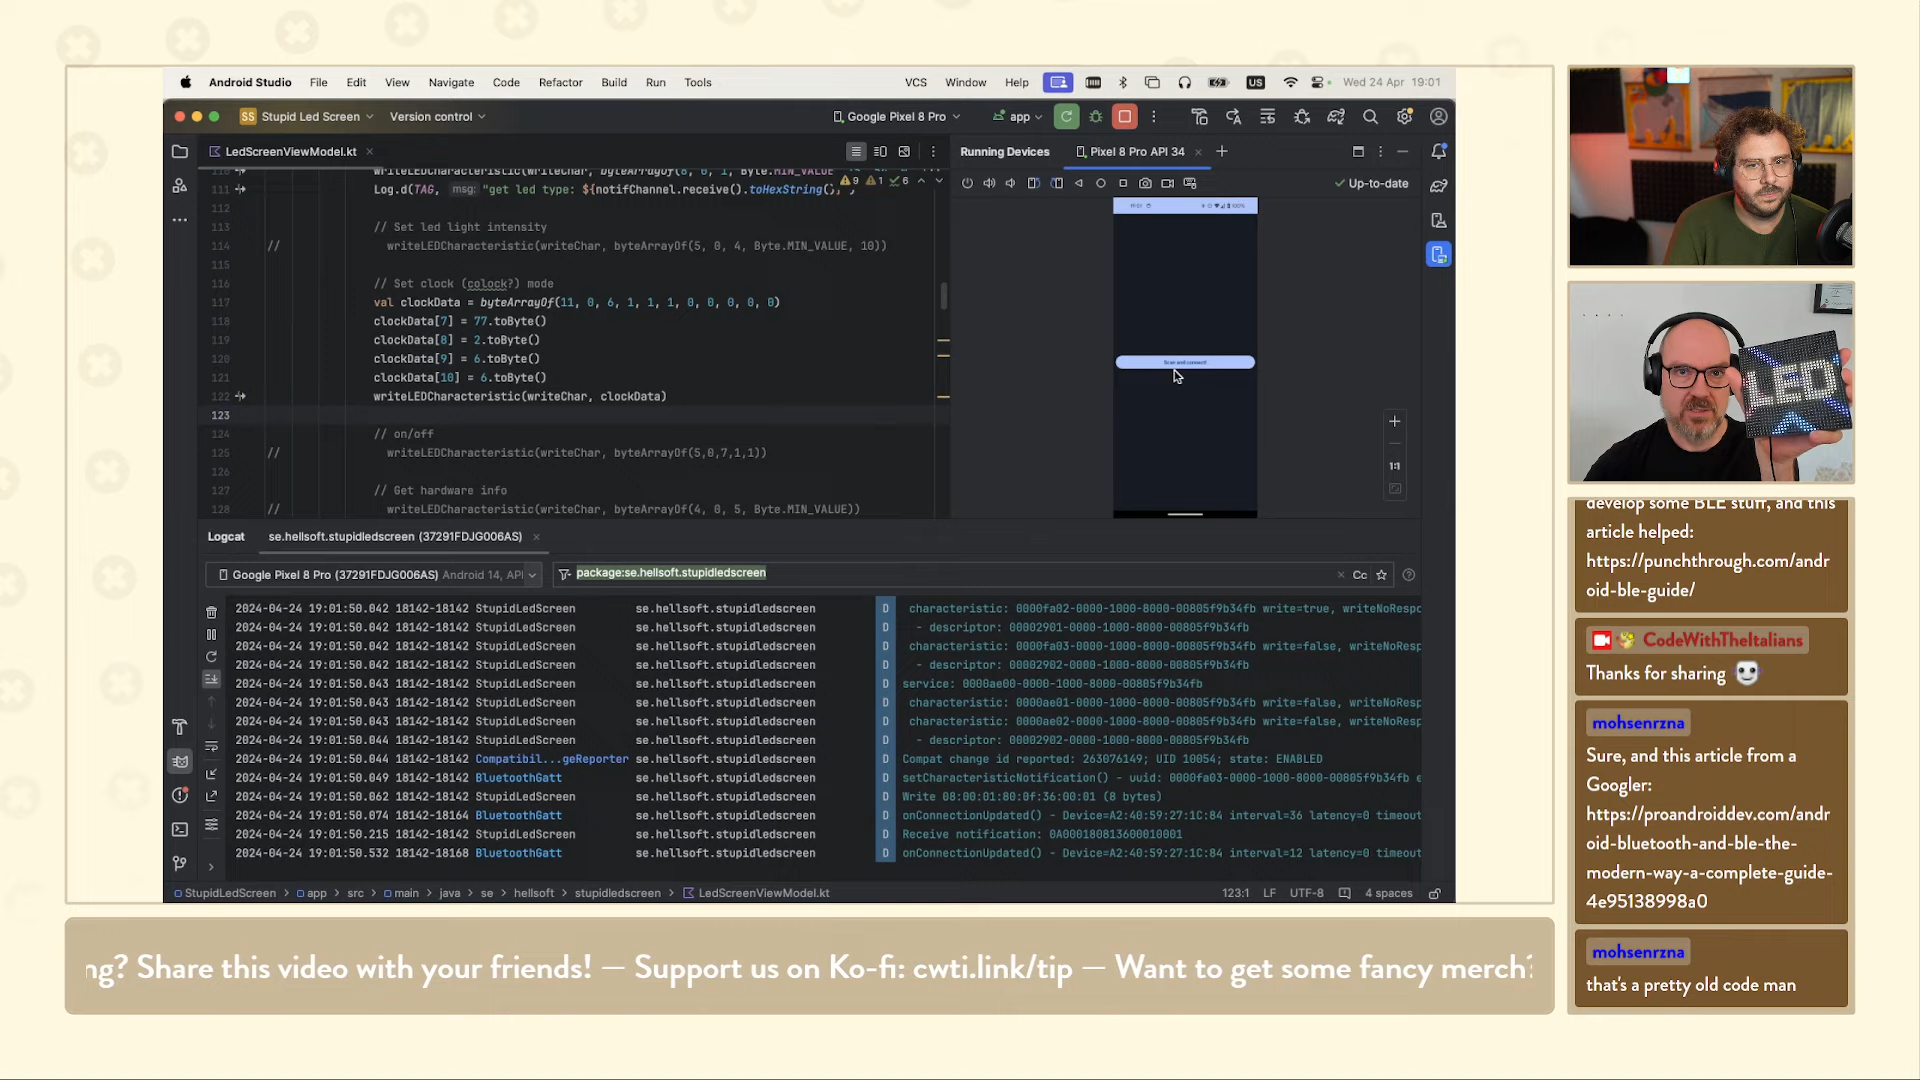 Android Studio File Edit View Navigate Code Refactor Build Run Tools VCS Window Help US Wed 24 Apr 19:01
SS Stupid Led Screen Version control Google Pixel 8 Pro app
LedScreenViewModel.kt
Running Devices Pixel 8 Pro API 34
Up-to-date
9 1 6
111 Log.d(TAG, msg: "get led type: ${notifChannel.receive().toHexString()
112
113 // Set led light intensity
114 // writeLEDCharacteristic(writeChar, byteArrayOf(5, 0, 4, Byte.MIN_VALUE, 10))
115
116 // Set clock (colock?) mode
117 val clockData = byteArrayOf(11, 0, 6, 1, 1, 1, 0, 0, 0, 0, 0)
118 clockData[7] = 77.toByte()
119 clockData[8] = 2.toByte()
120 clockData[9] = 6.toByte()
121 clockData[10] = 6.toByte()
122 writeLEDCharacteristic(writeChar, clockData)
123
124 // on/off
125 // writeLEDCharacteristic(writeChar, byteArrayOf(5,0,7,1,1))
126
127 // Get hardware info
128 // writeLEDCharacteristic(writeChar, byteArrayOf(4, 0, 5, Byte.MIN_VALUE))
1:1
Logcat se.hellsoft.stupidledscreen (37291FDJG006AS)
Google Pixel 8 Pro (37291FDJG006AS) Android 14, API
package:se.hellsoft.stupidledscreen
Cc
2024-04-24 19:01:50.042 18142-18142 StupidLedScreen se.hellsoft.stupidledscreen D characteristic: 0000fa02-0000-1000-8000-00805f9b34fb write=true, writeNoResp
2024-04-24 19:01:50.042 18142-18142 StupidLedScreen se.hellsoft.stupidledscreen D - descriptor: 00002901-0000-1000-8000-00805f9b34fb
2024-04-24 19:01:50.042 18142-18142 StupidLedScreen se.hellsoft.stupidledscreen D characteristic: 0000fa03-0000-1000-8000-00805f9b34fb write=false, writeNoResp
2024-04-24 19:01:50.042 18142-18142 StupidLedScreen se.hellsoft.stupidledscreen D - descriptor: 00002902-0000-1000-8000-00805f9b34fb
2024-04-24 19:01:50.043 18142-18142 StupidLedScreen se.hellsoft.stupidledscreen D service: 0000ae00-0000-1000-8000-00805f9b34fb
2024-04-24 19:01:50.043 18142-18142 StupidLedScreen se.hellsoft.stupidledscreen D characteristic: 0000ae01-0000-1000-8000-00805f9b34fb write=false, writeNoResp
2024-04-24 19:01:50.043 18142-18142 StupidLedScreen se.hellsoft.stupidledscreen D characteristic: 0000ae02-0000-1000-8000-00805f9b34fb write=false, writeNoResp
2024-04-24 19:01:50.044 18142-18142 StupidLedScreen se.hellsoft.stupidledscreen D - descriptor: 00002902-0000-1000-8000-00805f9b34fb
2024-04-24 19:01:50.044 18142-18142 Compatibil...geReporter se.hellsoft.stupidledscreen D Compat change id reported: 263076149; UID 10054; state: ENABLED
2024-04-24 19:01:50.049 18142-18142 BluetoothGatt se.hellsoft.stupidledscreen D setCharacteristicNotification() - uuid: 0000fa03-0000-1000-8000-00805f9b34fb e
2024-04-24 19:01:50.062 18142-18142 StupidLedScreen se.hellsoft.stupidledscreen D Write 08:00:01:80:0f:36:00:01 (8 bytes)
2024-04-24 19:01:50.074 18142-18164 BluetoothGatt se.hellsoft.stupidledscreen D onConnectionUpdated() - Device=A2:40:59:27:1C:84 interval=36 latency=0 timeout
2024-04-24 19:01:50.215 18142-18142 StupidLedScreen se.hellsoft.stupidledscreen D Receive notification: 0A000180813600010001
2024-04-24 19:01:50.532 18142-18168 BluetoothGatt se.hellsoft.stupidledscreen D onConnectionUpdated() - Device=A2:40:59:27:1C:84 interval=12 latency=0 timeout
StupidLedScreen app src main java se hellsoft stupidledscreen LedScreenViewModel.kt 123:1 LF UTF-8 4 spaces
LED
develop some BLE stuff, and this
article helped:
https://punchthrough.com/andr
oid-ble-guide/
CodeWithTheItalians
Thanks for sharing
mohsenrzna
Sure, and this article from a
Googler:
https://proandroiddev.com/andr
oid-bluetooth-and-ble-the-
modern-way-a-complete-guide-
4e95138998a0
mohsenrzna
that's a pretty old code man
ng? Share this video with your friends! — Support us on Ko-fi: cwti.link/tip — Want to get some fancy merch?